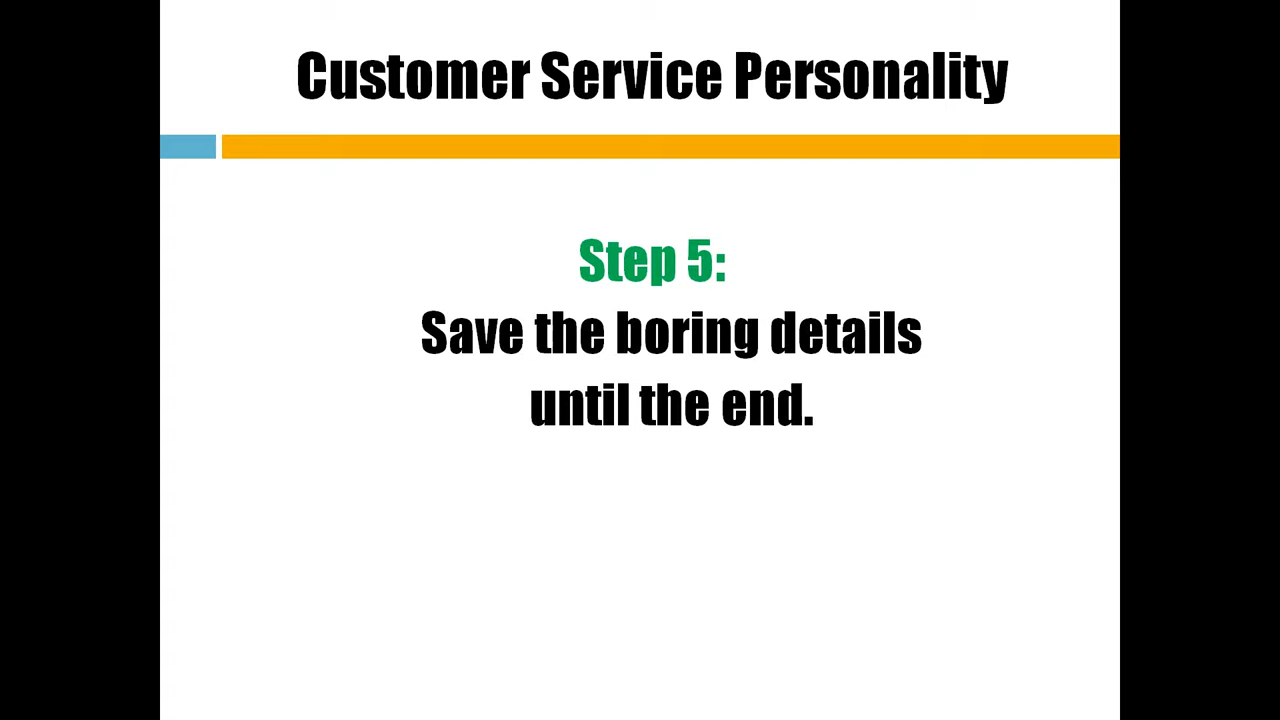 Customer Service Personality
Step 5:
Save the boring details
until the end.